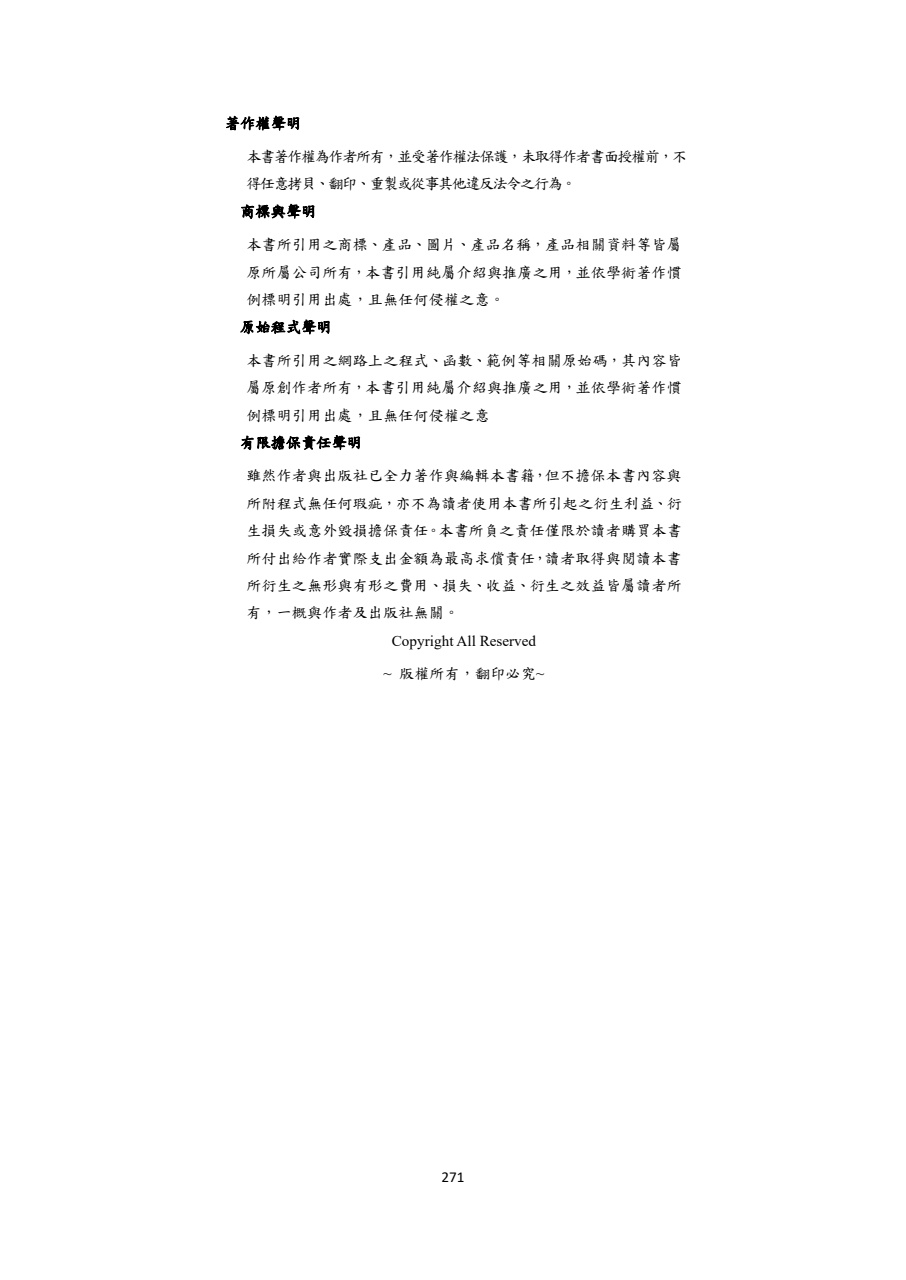 著作權聲明
本書著作權為作者所有，並受著作權法保護，未取得作者書面授權前，不
得任意拷貝、翻印、重製或從事其他違反法令之行為。
商標與聲明
本書所引用之商標、產品、圖片、產品名稱，產品相關資料等皆屬
原所屬公司所有，本書引用純屬介紹與推廣之用，並依學術著作慣
例標明引用出處，且無任何侵權之意。
原始程式聲明
本書所引用之網路上之程式、函數、範例等相關原始碼，其內容皆
屬原創作者所有，本書引用純屬介紹與推廣之用，並依學術著作慣
例標明引用出處，且無任何侵權之意
有限擔保責任聲明
雖然作者與出版社已全力著作與編輯本書籍，但不擔保本書內容與
所附程式無任何瑕疵，亦不為讀者使用本書所引起之衍生利益、衍
生損失或意外毀損擔保責任。本書所負之責任僅限於讀者購買本書
所付出給作者實際支出金額為最高求償責任，讀者取得與閱讀本書
所衍生之無形與有形之費用、損失、收益、衍生之效益皆屬讀者所
有，一概與作者及出版社無關。
Copyright All Reserved
~ 版權所有，翻印必究~
271